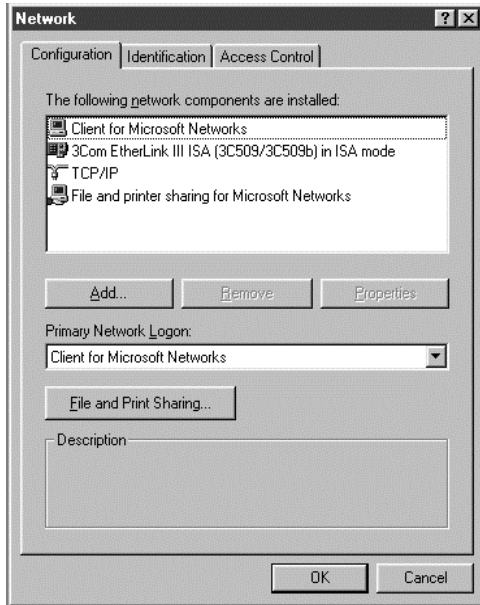 Network
Configuration Identification Access Control
The following network components are installed:
Client for Microsoft Networks
3Com EtherLink III ISA (3C509/3C509b) in ISA mode
TCP/IP
File and printer sharing for Microsoft Networks
Add... Remove Properties
Primary Network Logon:
Client for Microsoft Networks
File and Print Sharing...
Description
OK Cancel